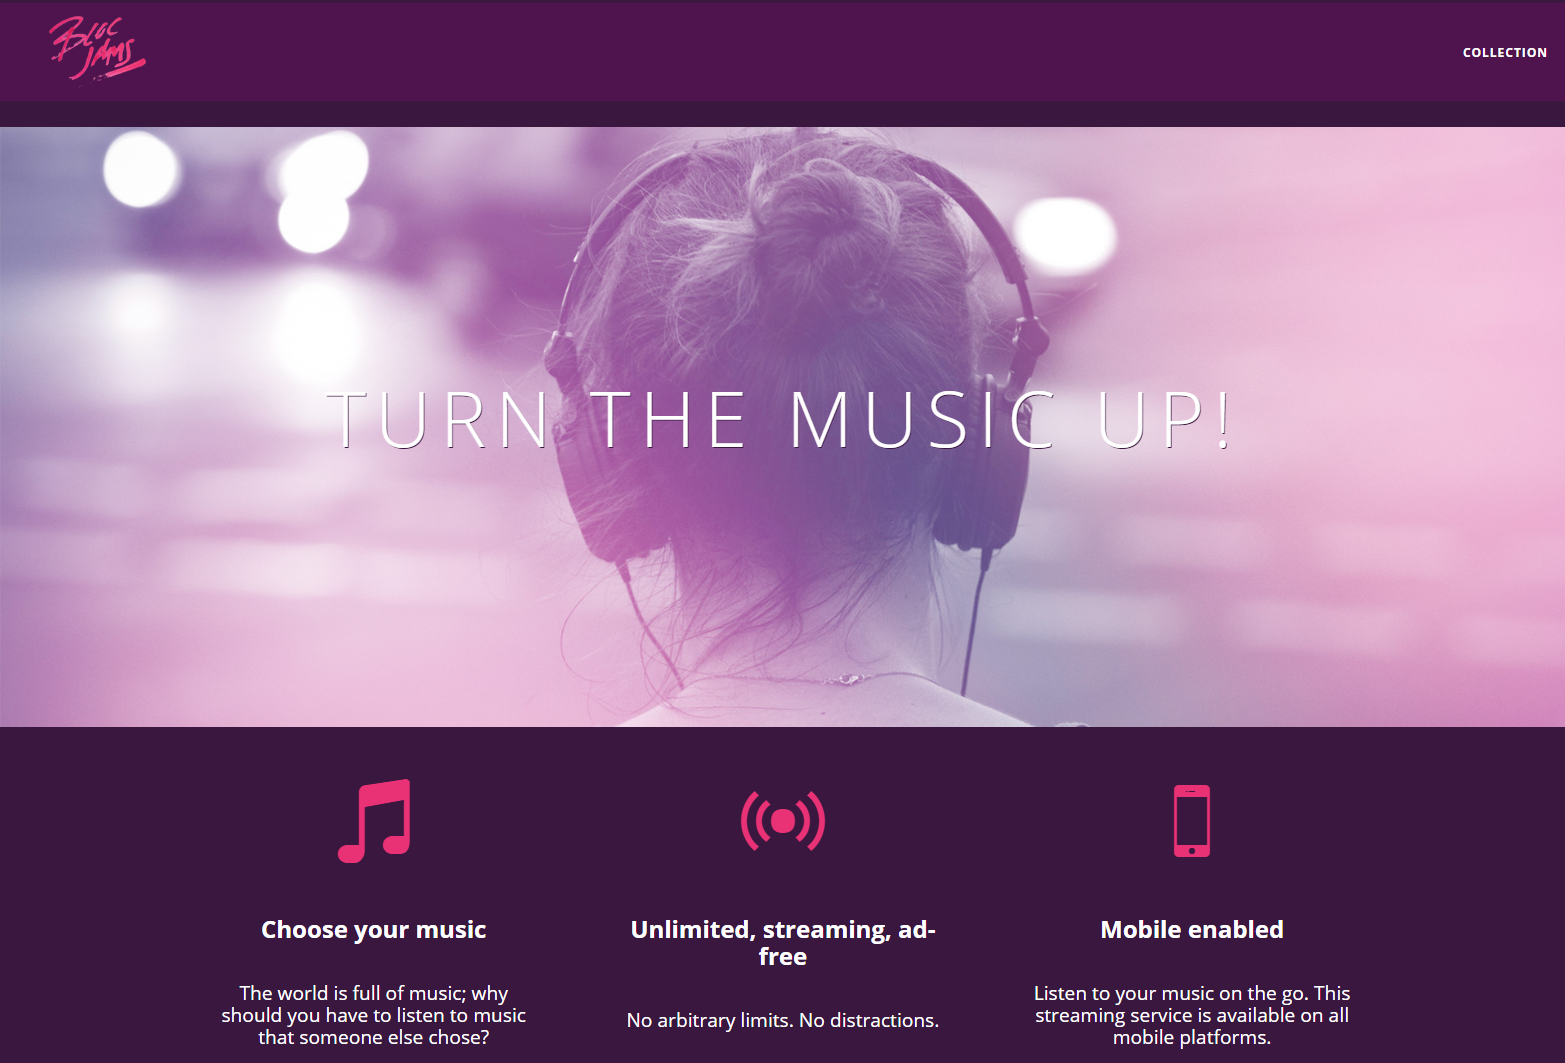 Bloc
Jams
COLLECTION
TURN THE MUSIC UP!
Choose your music
The world is full of music; why
should you have to listen to music
that someone else chose?
Unlimited, streaming, ad-
free
No arbitrary limits. No distractions.
Mobile enabled
Listen to your music on the go. This
streaming service is available on all
mobile platforms.